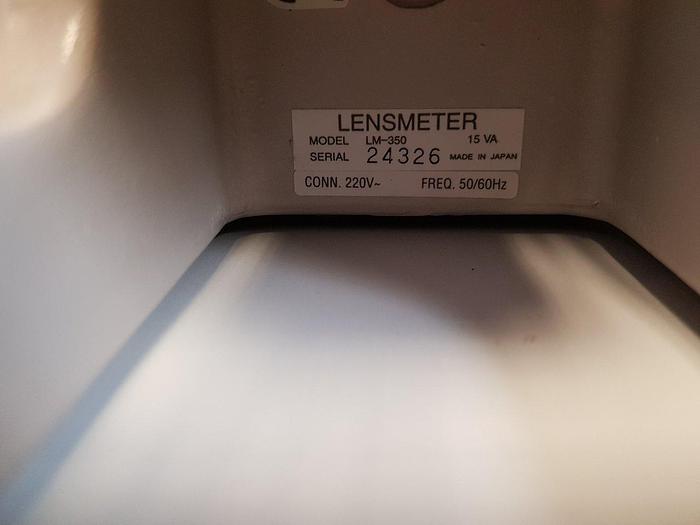 LENSMETER
MODEL LM-350 15 VA
SERIAL 24326 MADE IN JAPAN
CONN. 220V~ FREQ. 50/60Hz